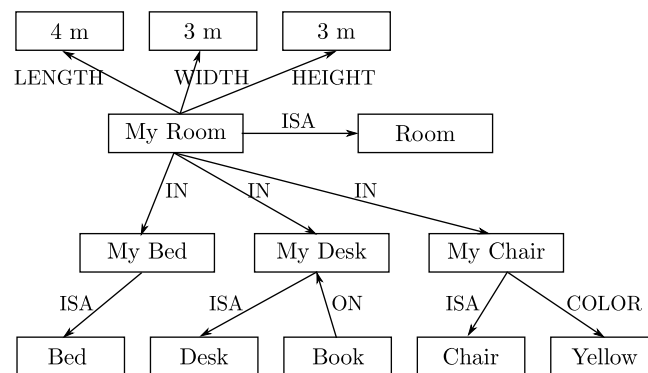 4 m
3 m
3 m
LENGTH
WIDTH
HEIGHT
My Room
ISA
Room
IN
IN
IN
My Bed
My Desk
My Chair
ISA
ISA
ON
ISA
COLOR
Bed
Desk
Book
Chair
Yellow